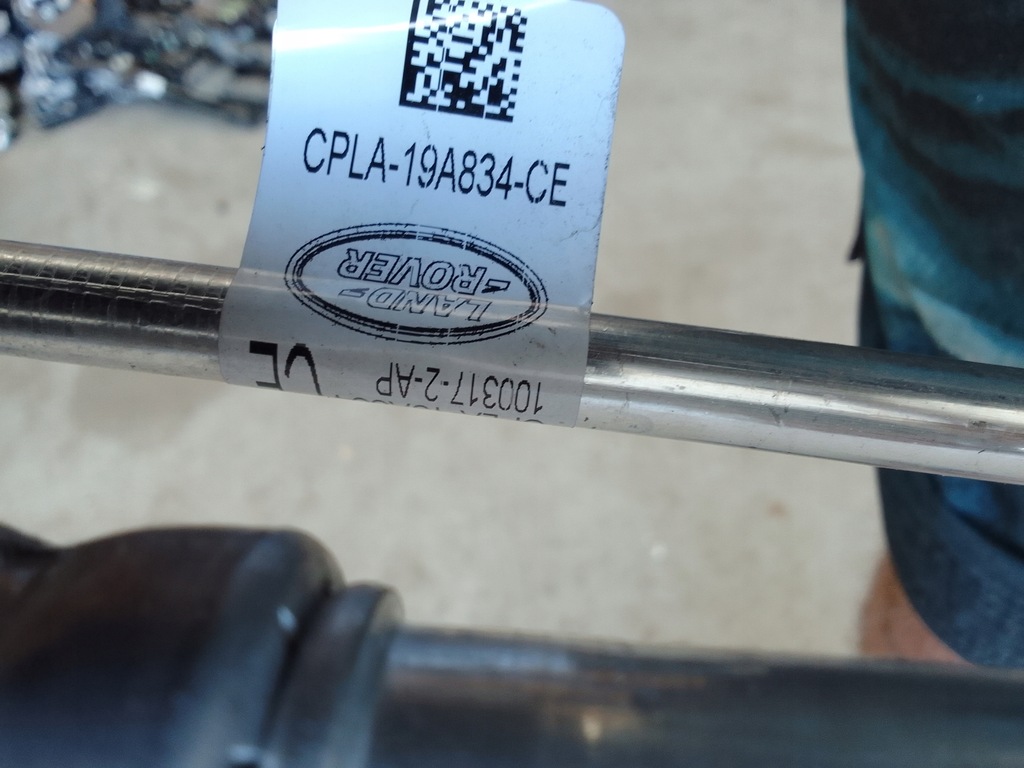 CPLA-19A834-CE
LAND-
-ROVER
100317-2-AP